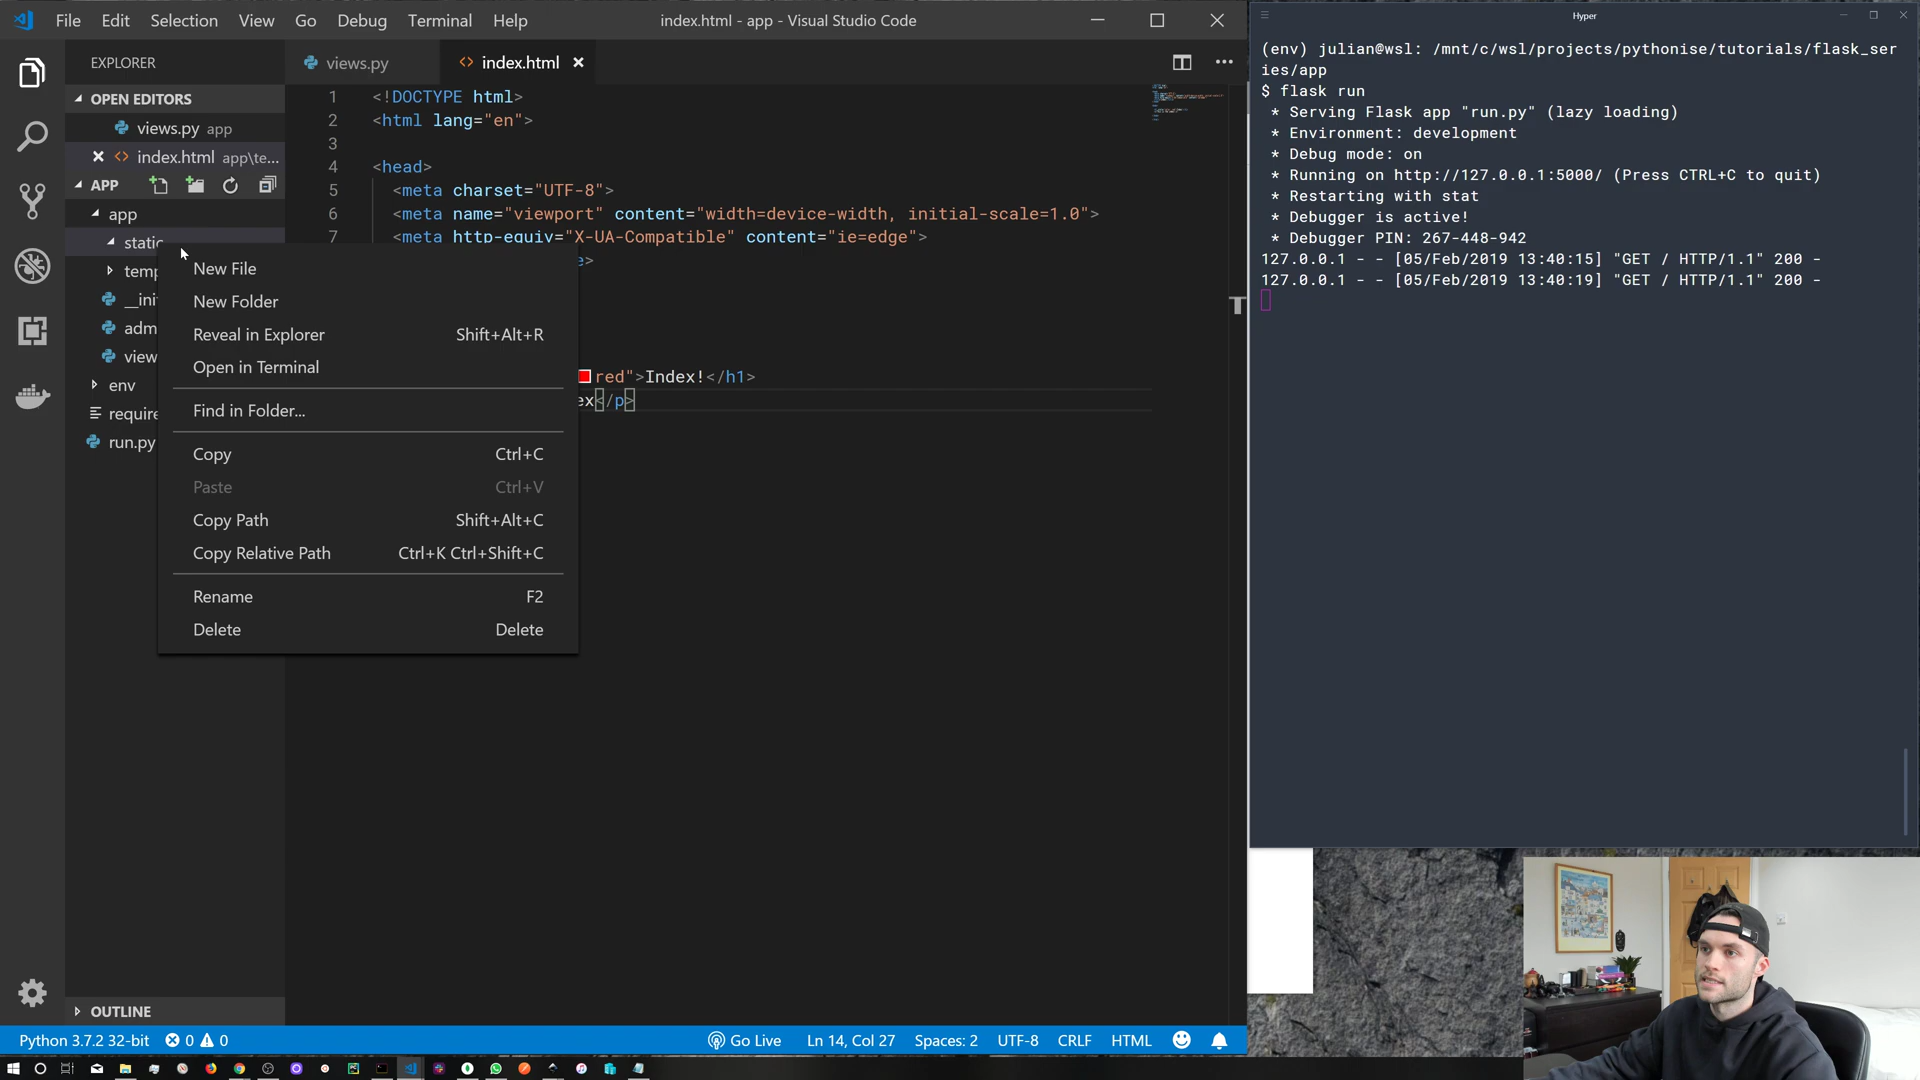 File Edit Selection View Go Debug Terminal Help
index.html - app - Visual Studio Code
EXPLORER
OPEN EDITORS
views.py app
index.html app\te...
APP
app
static
temp
__ini
adm
view
env
require
run.py
OUTLINE
views.py
<> index.html
1 <!DOCTYPE html>
2 <html lang="en">
3
4 <head>
5 <meta charset="UTF-8">
6 <meta name="viewport" content="width=device-width, initial-scale=1.0">
7 <meta http-equiv="X-UA-Compatible" content="ie=edge">
e>
red">Index!</h1>
ex</p>
New File
New Folder
Reveal in Explorer Shift+Alt+R
Open in Terminal
Find in Folder...
Copy Ctrl+C
Paste Ctrl+V
Copy Path Shift+Alt+C
Copy Relative Path Ctrl+K Ctrl+Shift+C
Rename F2
Delete Delete
Python 3.7.2 32-bit 0 0 Go Live Ln 14, Col 27 Spaces: 2 UTF-8 CRLF HTML
Hyper
(env) julian@wsl: /mnt/c/wsl/projects/pythonise/tutorials/flask_ser
ies/app
$ flask run
* Serving Flask app "run.py" (lazy loading)
* Environment: development
* Debug mode: on
* Running on http://127.0.0.1:5000/ (Press CTRL+C to quit)
* Restarting with stat
* Debugger is active!
* Debugger PIN: 267-448-942
127.0.0.1 - - [05/Feb/2019 13:40:15] "GET / HTTP/1.1" 200 -
127.0.0.1 - - [05/Feb/2019 13:40:19] "GET / HTTP/1.1" 200 -